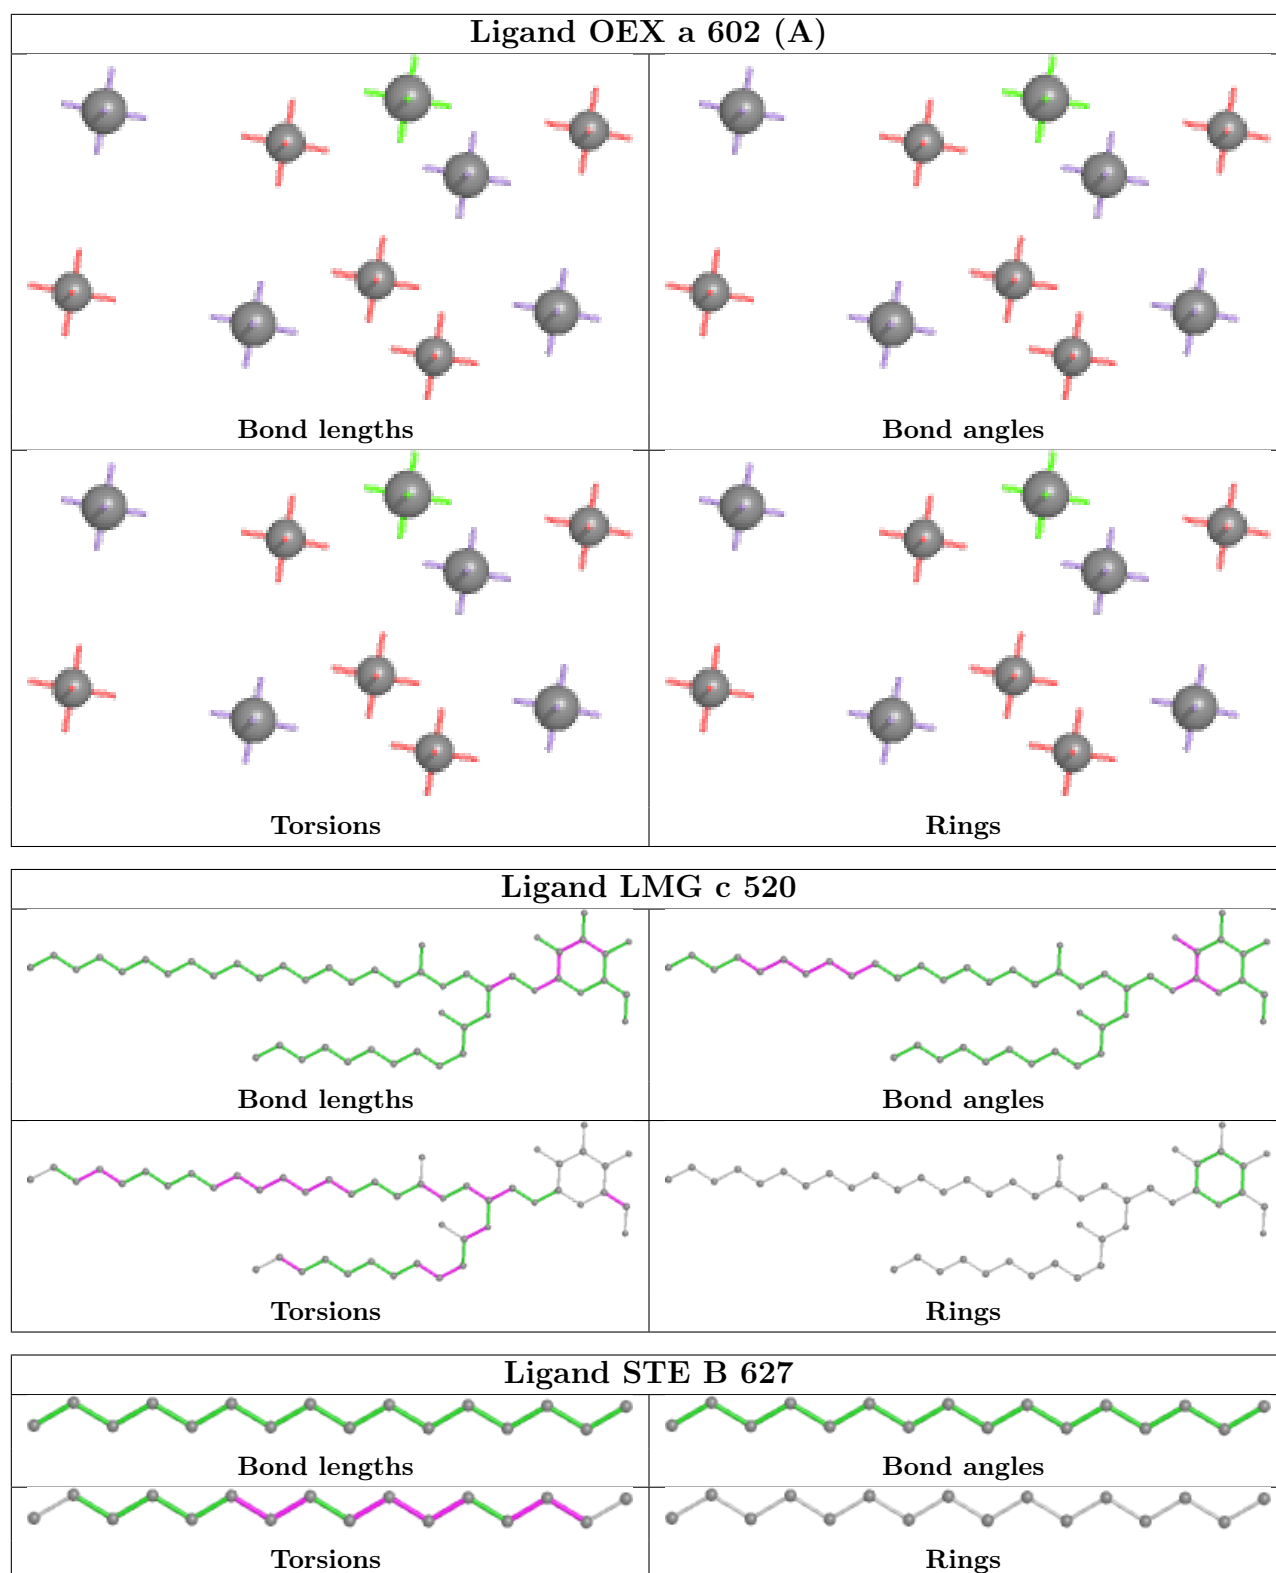 Ligand OEX a 602 (A)
Bond lengths
Bond angles
Torsions
Rings
Ligand LMG c 520
Bond lengths
Bond angles
Torsions
Rings
Ligand STE B 627
Bond lengths
Bond angles
Torsions
Rings